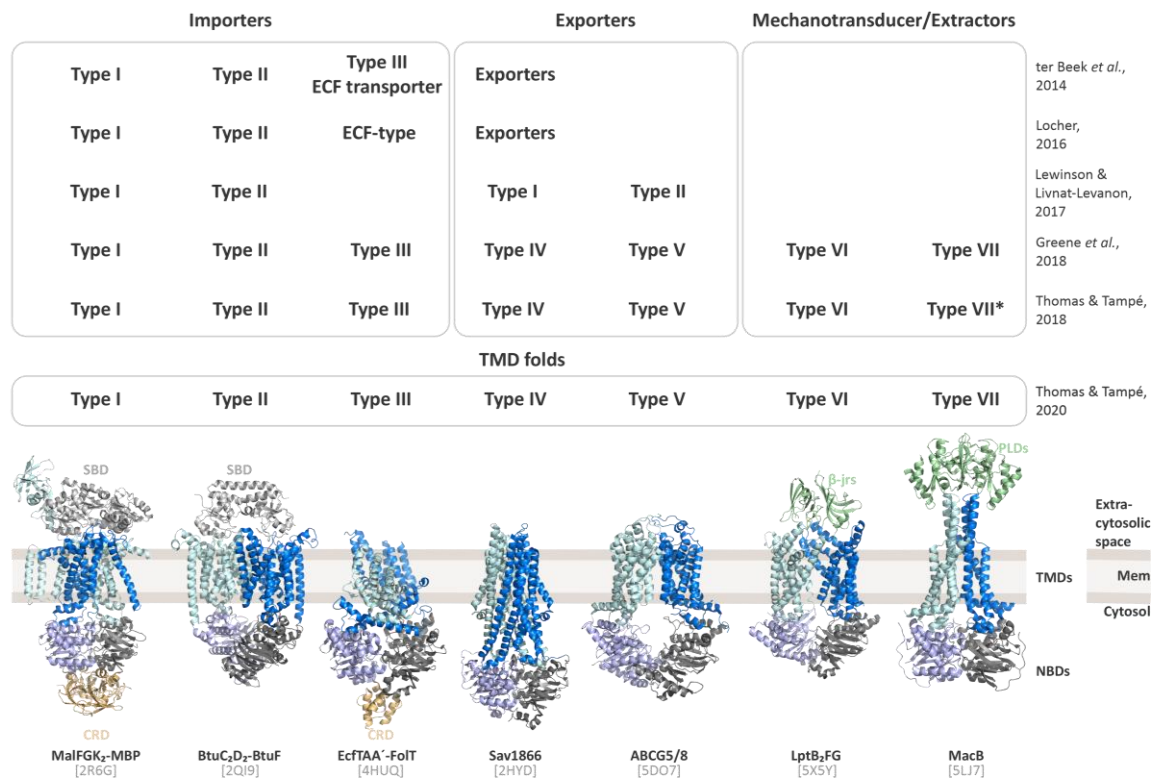 Importers Exporters Mechanotransducer/Extractors
Type I Type II Type III
ECF transporter Exporters ter Beek et al.,
2014
Type I Type II ECF-type Exporters Locher,
2016
Type I Type II Type I Type II Lewinson &
Livnat-Levanon,
2017
Type I Type II Type III Type IV Type V Type VI Type VII Greene et al.,
2018
Type I Type II Type III Type IV Type V Type VI Type VII* Thomas & Tampé,
2018
TMD folds
Type I Type II Type III Type IV Type V Type VI Type VII Thomas & Tampé,
2020
SBD SBD β-jrs PLDs
Extra-
cytosolic
space
TMDs Mem
Cytosol
NBDs
CRD CRD
MalFGK₂-MBP BtuC₂D₂-BtuF EcfTAA´-FolT Sav1866 ABCG5/8 LptB₂FG MacB
[2R6G] [2QI9] [4HUQ] [2HYD] [5DO7] [5X5Y] [5LJ7]